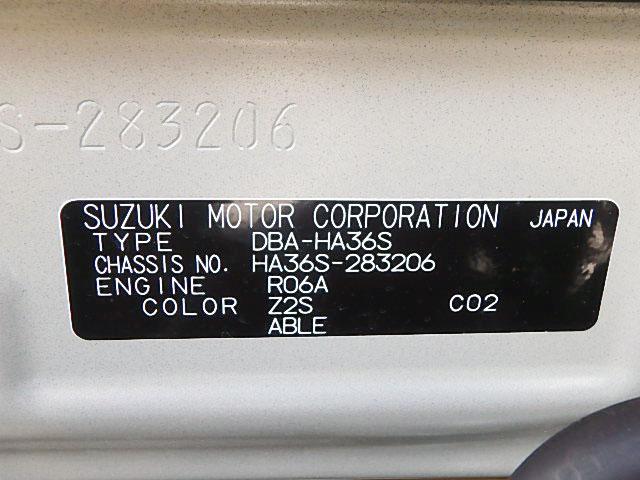 S-283206
SUZUKI MOTOR CORPORATION JAPAN
TYPE DBA-HA36S
CHASSIS NO. HA36S-283206
ENGINE R06A
COLOR Z2S C02
ABLE